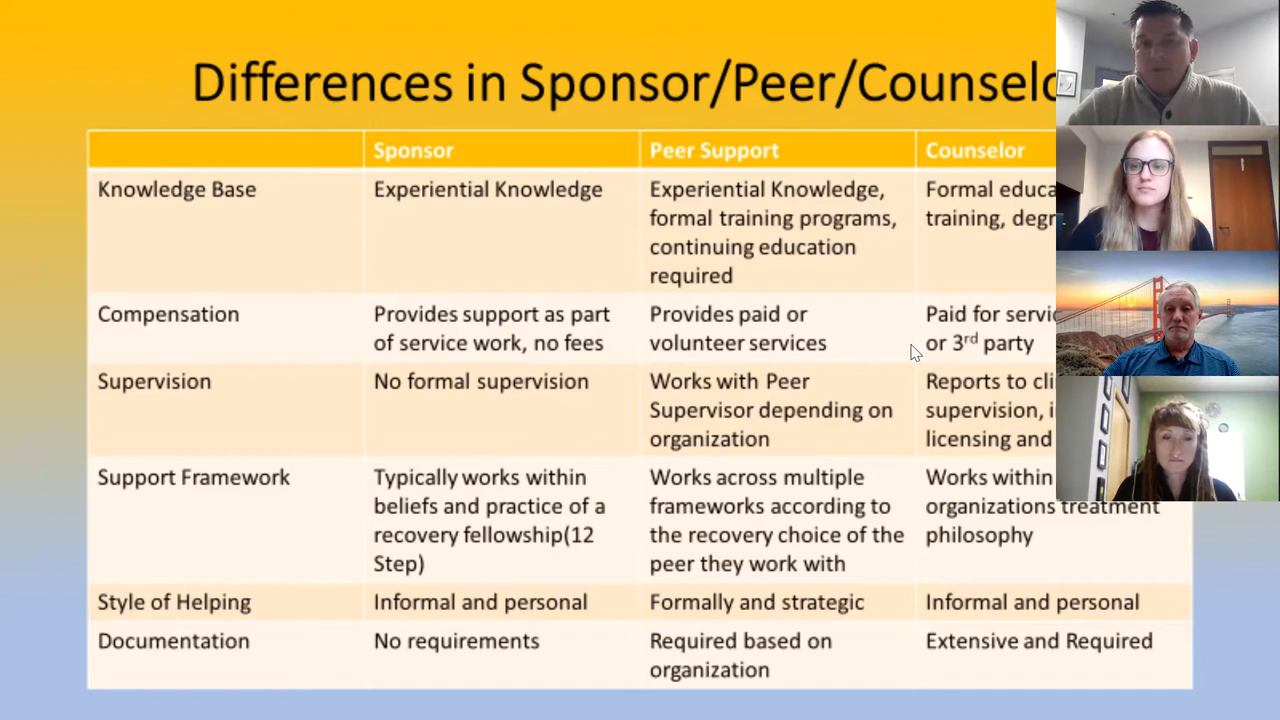 Differences in Sponsor/Peer/
Sponsor
Peer Support
Counselor
Knowledge Base
Experiential Knowledge
Experiential Knowledge,
formal training programs,
continuing education
required
Formal
training,
Compensation
Provides support as part
of service work, no fees
Provides paid or
volunteer services
Paid for
or 3rd party
Supervision
No formal supervision
Works with Peer
Supervisor depending on
organization
Reports to
supervision,
licensing and
Support Framework
Typically works within
beliefs and practice of a
recovery fellowship(12
Step)
Works across multiple
frameworks according to
the recovery choice of the
peer they work with
Works within
organizations treatment
philosophy
Style of Helping
Informal and personal
Formally and strategic
Informal and personal
Documentation
No requirements
Required based on
organization
Extensive and Required